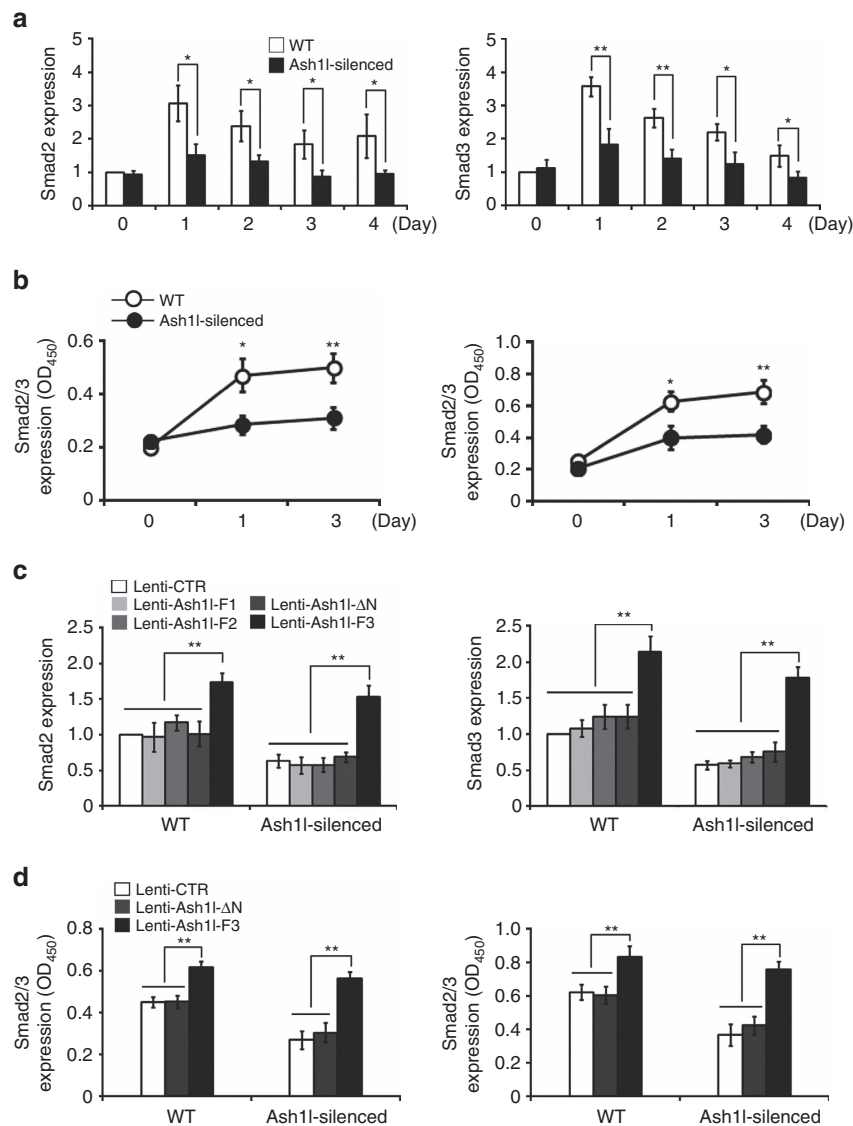 a
WT
Ash1l-silenced
Smad2 expression
5
4
3
2
1
0
* * * *
0 1 2 3 4 (Day)
Smad3 expression
5
4
3
2
1
0
** ** * *
0 1 2 3 4 (Day)
b
WT
Ash1l-silenced
Smad2/3
expression (OD450)
0.6
0.4
0.2
0
* **
0 1 3 (Day)
Smad2/3
expression (OD450)
1.0
0.8
0.6
0.4
0.2
0
* **
0 1 3 (Day)
c
Lenti-CTR
Lenti-Ash1l-F1 Lenti-Ash1l-ΔN
Lenti-Ash1l-F2 Lenti-Ash1l-F3
Smad2 expression
2.5
2.0
1.5
1.0
0.5
0
** **
WT Ash1l-silenced
Smad3 expression
2.5
2.0
1.5
1.0
0.5
0
** **
WT Ash1l-silenced
d
Lenti-CTR
Lenti-Ash1l-ΔN
Lenti-Ash1l-F3
Smad2/3
expression (OD450)
0.8
0.6
0.4
0.2
0
** **
WT Ash1l-silenced
Smad2/3
expression (OD450)
1.0
0.8
0.6
0.4
0.2
0
** **
WT Ash1l-silenced